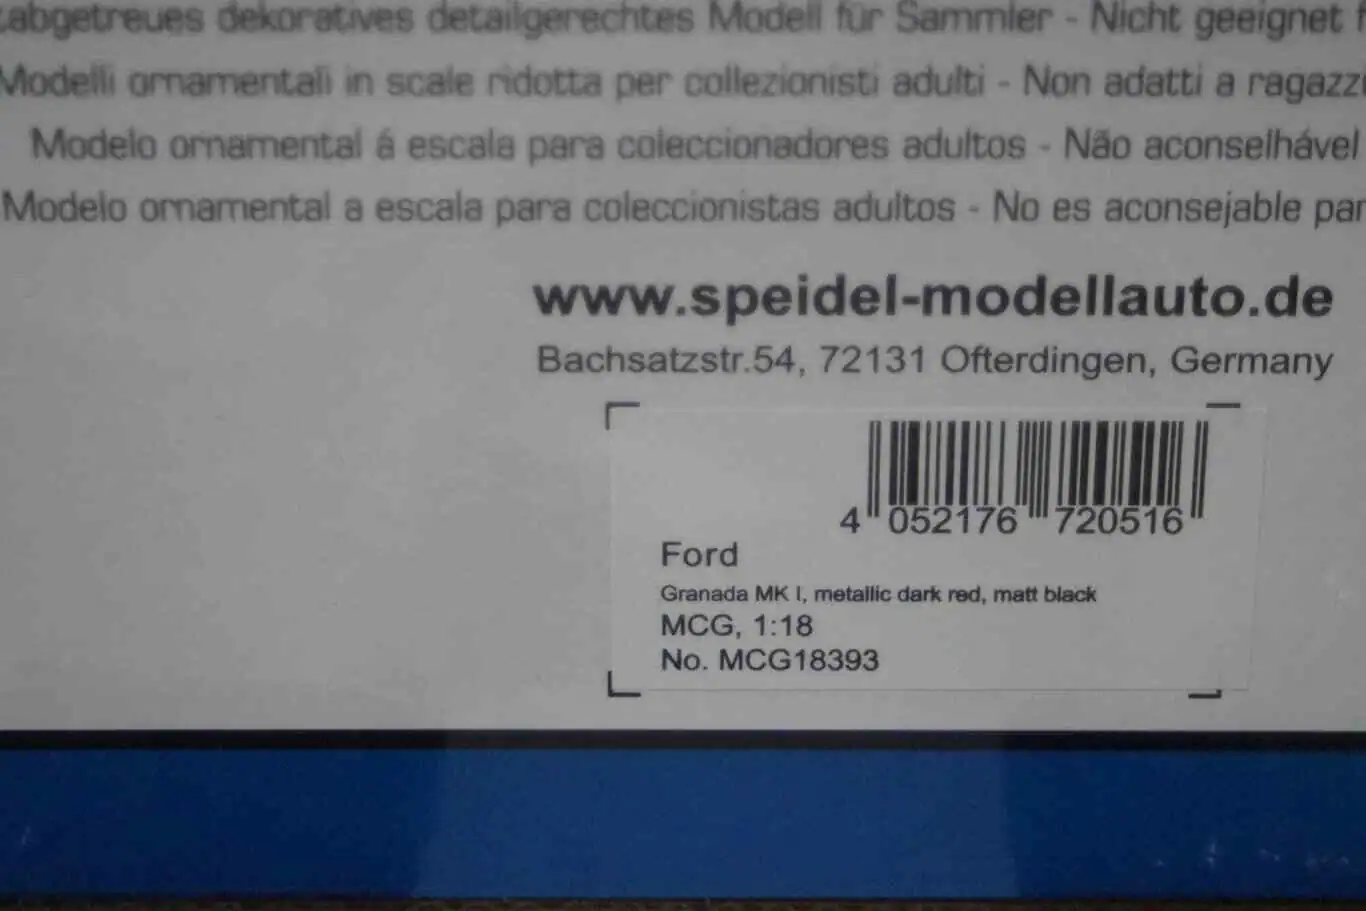 abgetreues dekoratives detailgerechtes Modell für Sammler - Nicht geeignet f
Modelli ornamentali in scale ridotta per collezionisti adulti - Non adatti a ragazzi
Modelo ornamental á escala para coleccionadores adultos - Não aconselhável
Modelo ornamental a escala para coleccionistas adultos - No es aconsejable par
www.speidel-modellauto.de
Bachsatzstr.54, 72131 Ofterdingen, Germany
4 052176 720516
Ford
Granada MK I, metallic dark red, matt black
MCG, 1:18
No. MCG18393